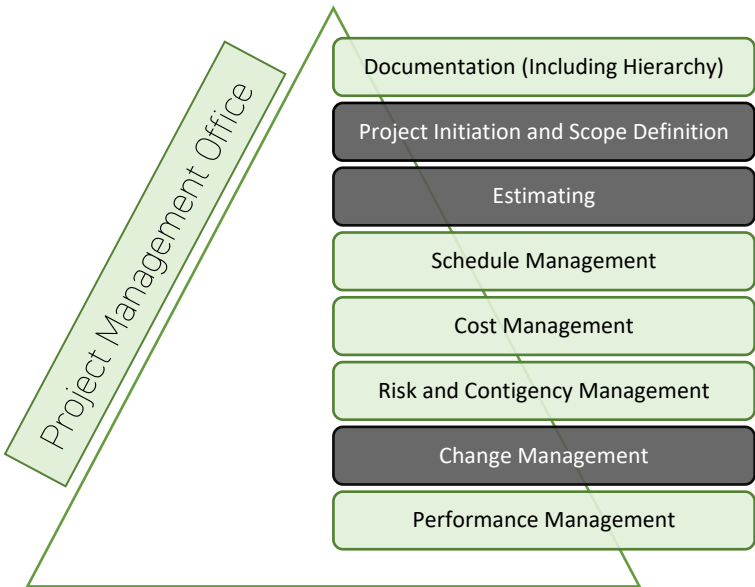 Project Management Office
Documentation (Including Hierarchy)
Project Initiation and Scope Definition
Estimating
Schedule Management
Cost Management
Risk and Contigency Management
Change Management
Performance Management